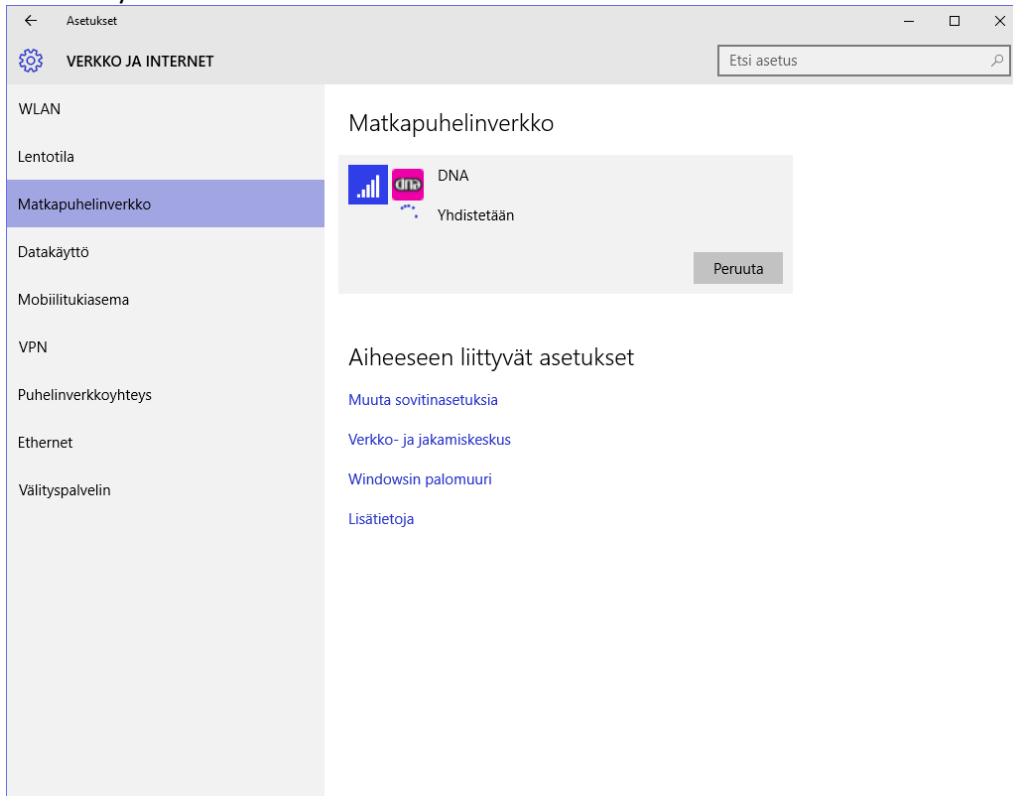 Asetukset
VERKKO JA INTERNET
Etsi asetus
WLAN
Lentotila
Matkapuhelinverkko
Datakäyttö
Mobiilitukiasema
VPN
Puhelinverkkoyhteys
Ethernet
Välityspalvelin
Matkapuhelinverkko
dna
DNA
Yhdistetään
Peruuta
Aiheeseen liittyvät asetukset
Muuta sovitinasetuksia
Verkko- ja jakamiskeskus
Windowsin palomuuri
Lisätietoja